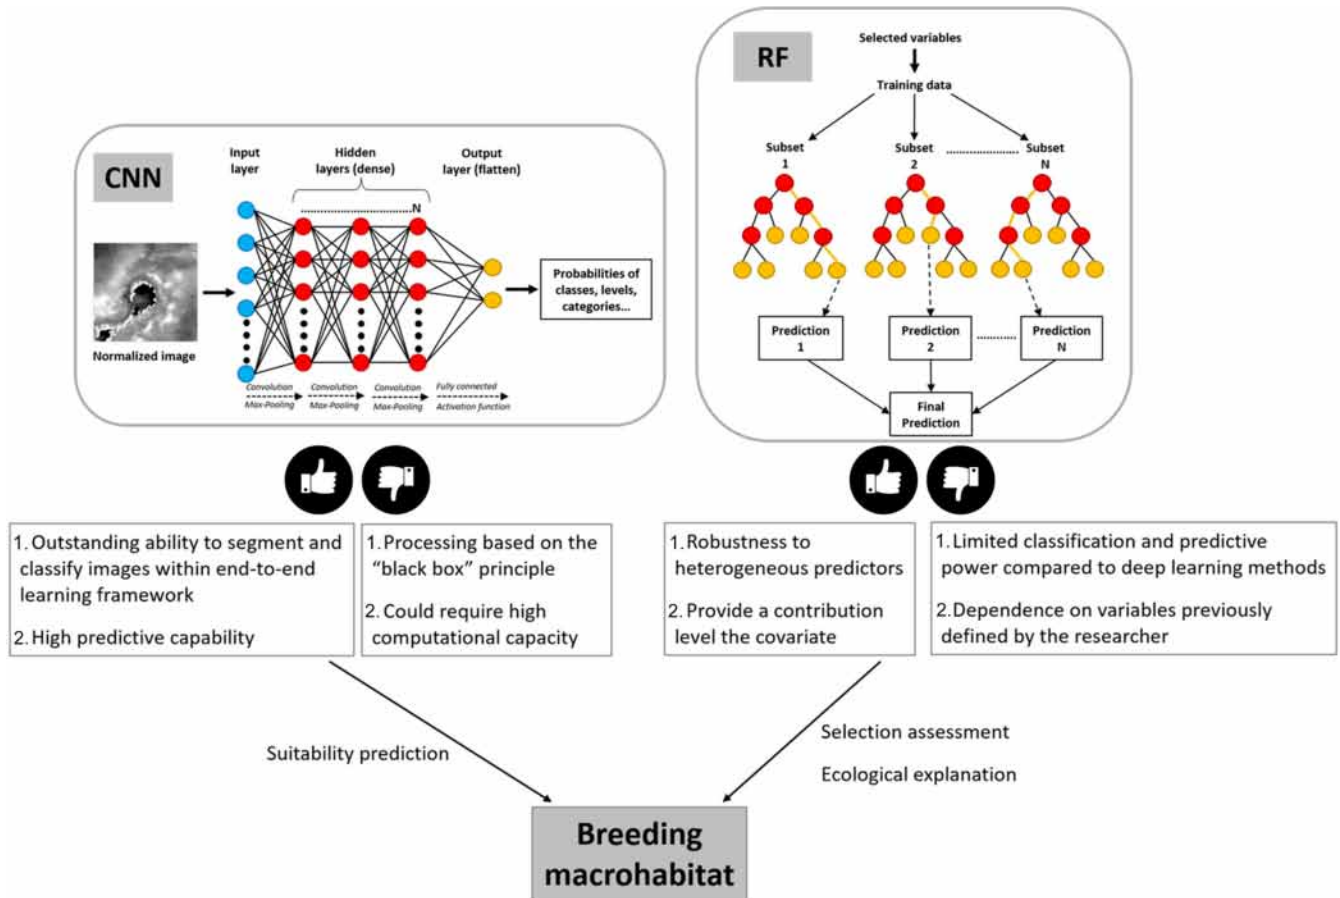 CNN
Input
layer
Hidden
layers (dense)
Output
layer (flatten)
N
Normalized image
Probabilities of
classes, levels,
categories...
Convolution
Max-Pooling
Convolution
Max-Pooling
Convolution
Max-Pooling
Fully connected
Activation function
RF
Selected variables
Training data
Subset
1
Subset
2
Subset
N
Prediction
1
Prediction
2
Prediction
N
Final
Prediction
1. Outstanding ability to segment and
classify images within end-to-end
learning framework
2. High predictive capability
1. Processing based on the
“black box” principle
2. Could require high
computational capacity
1. Robustness to
heterogeneous predictors
2. Provide a contribution
level the covariate
1. Limited classification and predictive
power compared to deep learning methods
2. Dependence on variables previously
defined by the researcher
Suitability prediction
Selection assessment
Ecological explanation
Breeding
macrohabitat